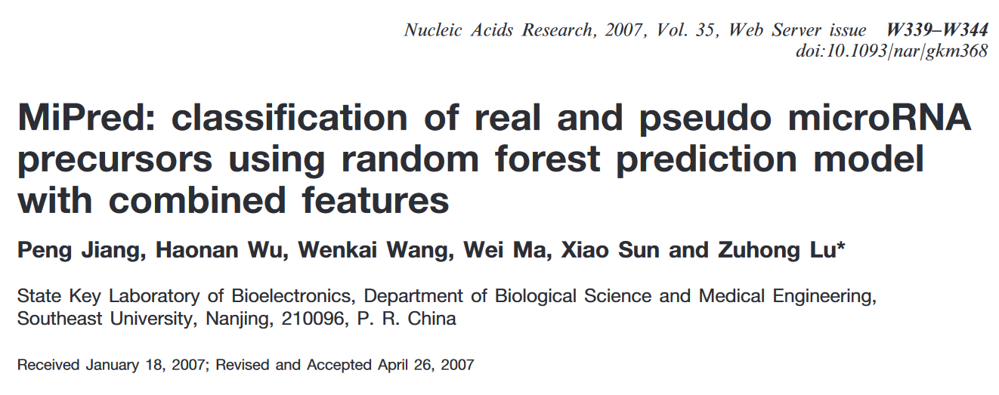 Nucleic Acids Research, 2007, Vol. 35, Web Server issue W339–W344
doi:10.1093/nar/gkm368
MiPred: classification of real and pseudo microRNA
precursors using random forest prediction model
with combined features
Peng Jiang, Haonan Wu, Wenkai Wang, Wei Ma, Xiao Sun and Zuhong Lu*
State Key Laboratory of Bioelectronics, Department of Biological Science and Medical Engineering,
Southeast University, Nanjing, 210096, P. R. China
Received January 18, 2007; Revised and Accepted April 26, 2007